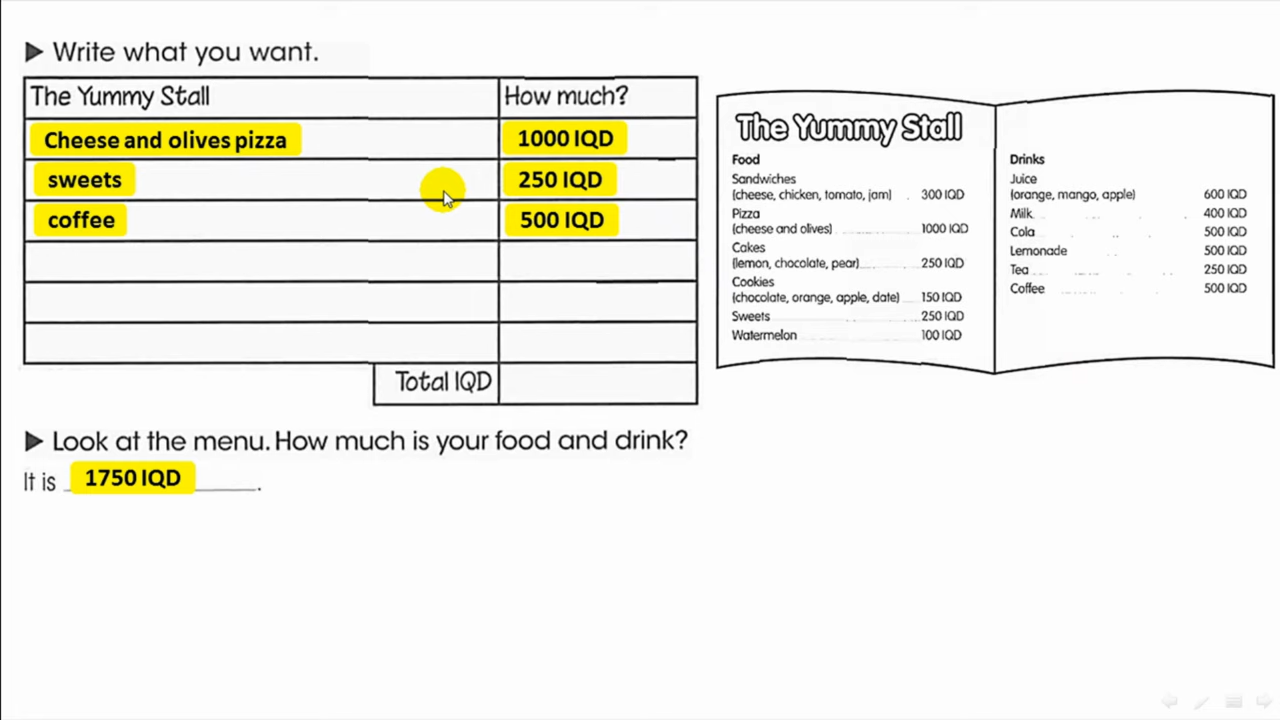 Write what you want.
The Yummy Stall How much?
Cheese and olives pizza 1000 IQD
sweets 250 IQD
coffee 500 IQD
Total IQD
Look at the menu. How much is your food and drink?
It is 1750 IQD.
The Yummy Stall
Food
Sandwiches
(cheese, chicken, tomato, jam) 300 IQD
Pizza
(cheese and olives) 1000 IQD
Cakes
(lemon, chocolate, pear) 250 IQD
Cookies
(chocolate, orange, apple, date) 150 IQD
Sweets 250 IQD
Watermelon 100 IQD
Drinks
Juice
(orange, mango, apple) 600 IQD
Milk 400 IQD
Cola 500 IQD
Lemonade 500 IQD
Tea 250 IQD
Coffee 500 IQD